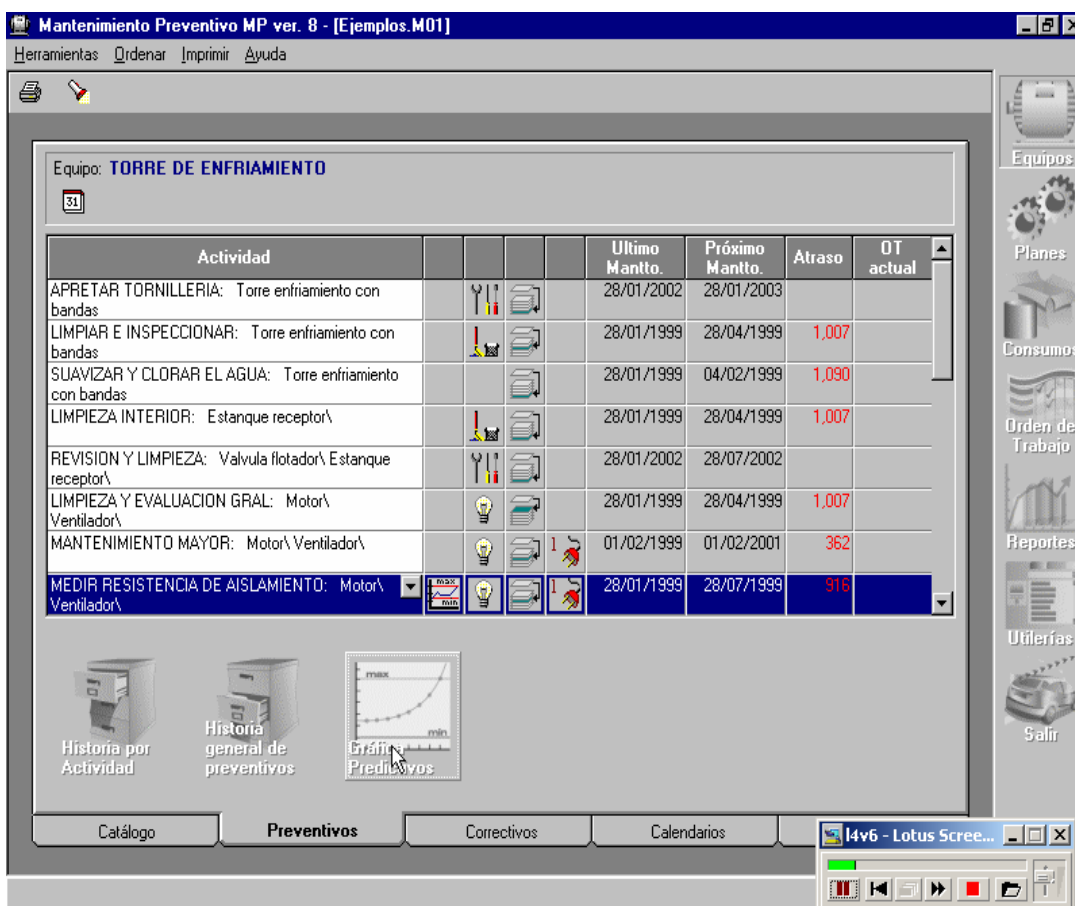 Mantenimiento Preventivo MP ver. 8 - [Ejemplos.M01]
Herramientas Ordenar Imprimir Ayuda
Equipo: TORRE DE ENFRIAMIENTO
31
Actividad Ultimo Mantto. Próximo Mantto. Atraso OT actual
APRETAR TORNILLERIA: Torre enfriamiento con 28/01/2002 28/01/2003
bandas
LIMPIAR E INSPECCIONAR: Torre enfriamiento con 28/01/1999 28/04/1999 1,007
bandas
SUAVIZAR Y CLORAR EL AGUA: Torre enfriamiento 28/01/1999 04/02/1999 1,090
con bandas
LIMPIEZA INTERIOR: Estanque receptor\ 28/01/1999 28/04/1999 1,007
REVISION Y LIMPIEZA: Valvula flotador\ Estanque 28/01/2002 28/07/2002
receptor\
LIMPIEZA Y EVALUACION GRAL: Motor\ 28/01/1999 28/04/1999 1,007
Ventilador\
MANTENIMIENTO MAYOR: Motor\ Ventilador\ 1 01/02/1999 01/02/2001 362
MEDIR RESISTENCIA DE AISLAMIENTO: Motor\ max min 1 28/01/1999 28/07/1999 916
Ventilador\
Historia por
Actividad
Historia
general de
preventivos
max
min
Gráfica
Predictivos
Catálogo Preventivos Correctivos Calendarios
Equipos
Planes
Consumos
Orden de
Trabajo
Reportes
Utilerías
Salir
l4v6 - Lotus Scree...